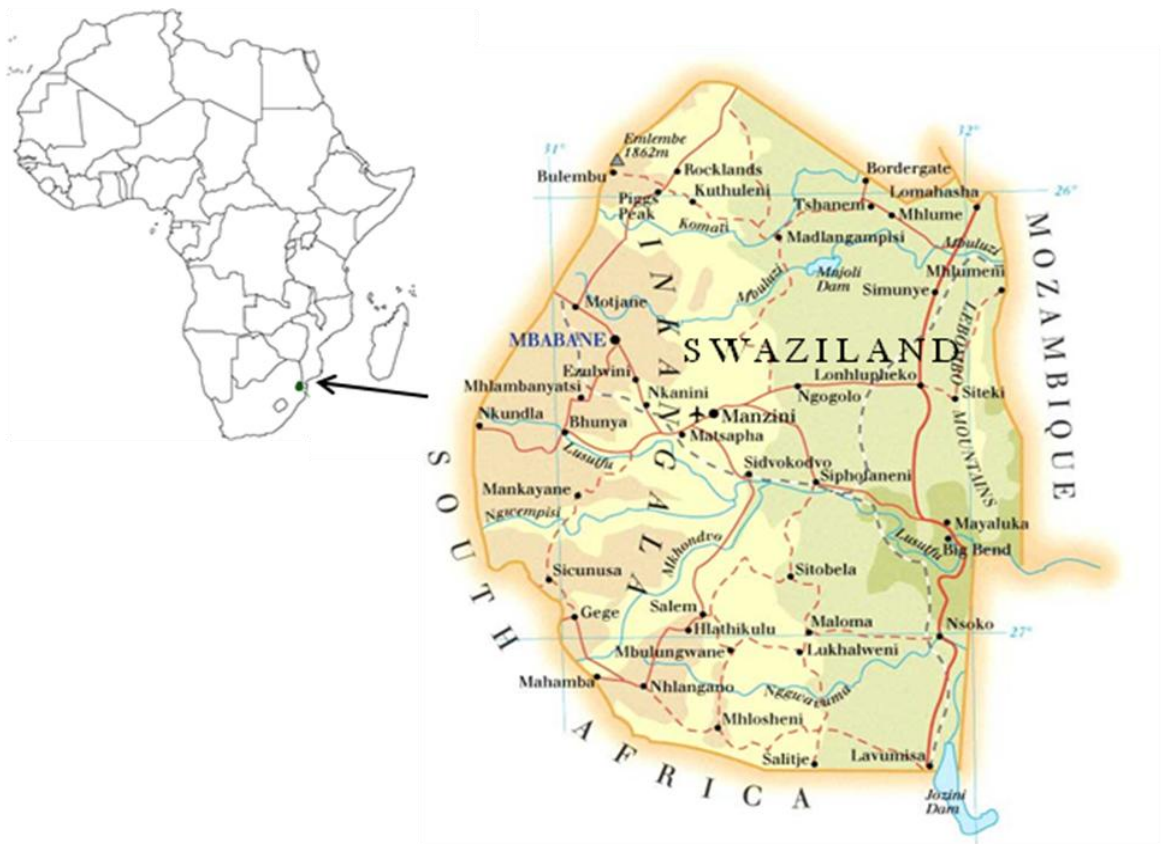 Emlembe
1862m
31°
32°
26°
Bulembu
Rocklands
Piggs
Peak
Kuthuleni
Komati
Bordergate
Lomahasha
Tshanem
Mhlume
Madlangampisi
Mbuluzi
Mbuluzi
Mnjoli
Dam
Mhlumeni
Simunye
Motjane
MBABANE
SWAZILAND
LEBOMBO MOUNTAINS
MOZAMBIQUE
INKANGALA
Ezulwini
Mhlambanyatsi
Nkanini
Lonhlupheko
Ngogolo
Siteki
Nkundla
Bhunya
Manzini
Matsapha
Lusutfu
Sidvokodvo
Siphofaneni
Mankayane
Ngwempisi
Mayaluka
Lusutfu
Big Bend
Mkhondvo
Sicunusa
Sitobela
Gege
Salem
Hlathikulu
Maloma
Nsoko
27°
Mbulungwane
Lukhalweni
Mahamba
Nhlangano
Nggwavuma
Mhlosheni
Salitje
Lavumisa
Jozini
Dam
SOUTH AFRICA